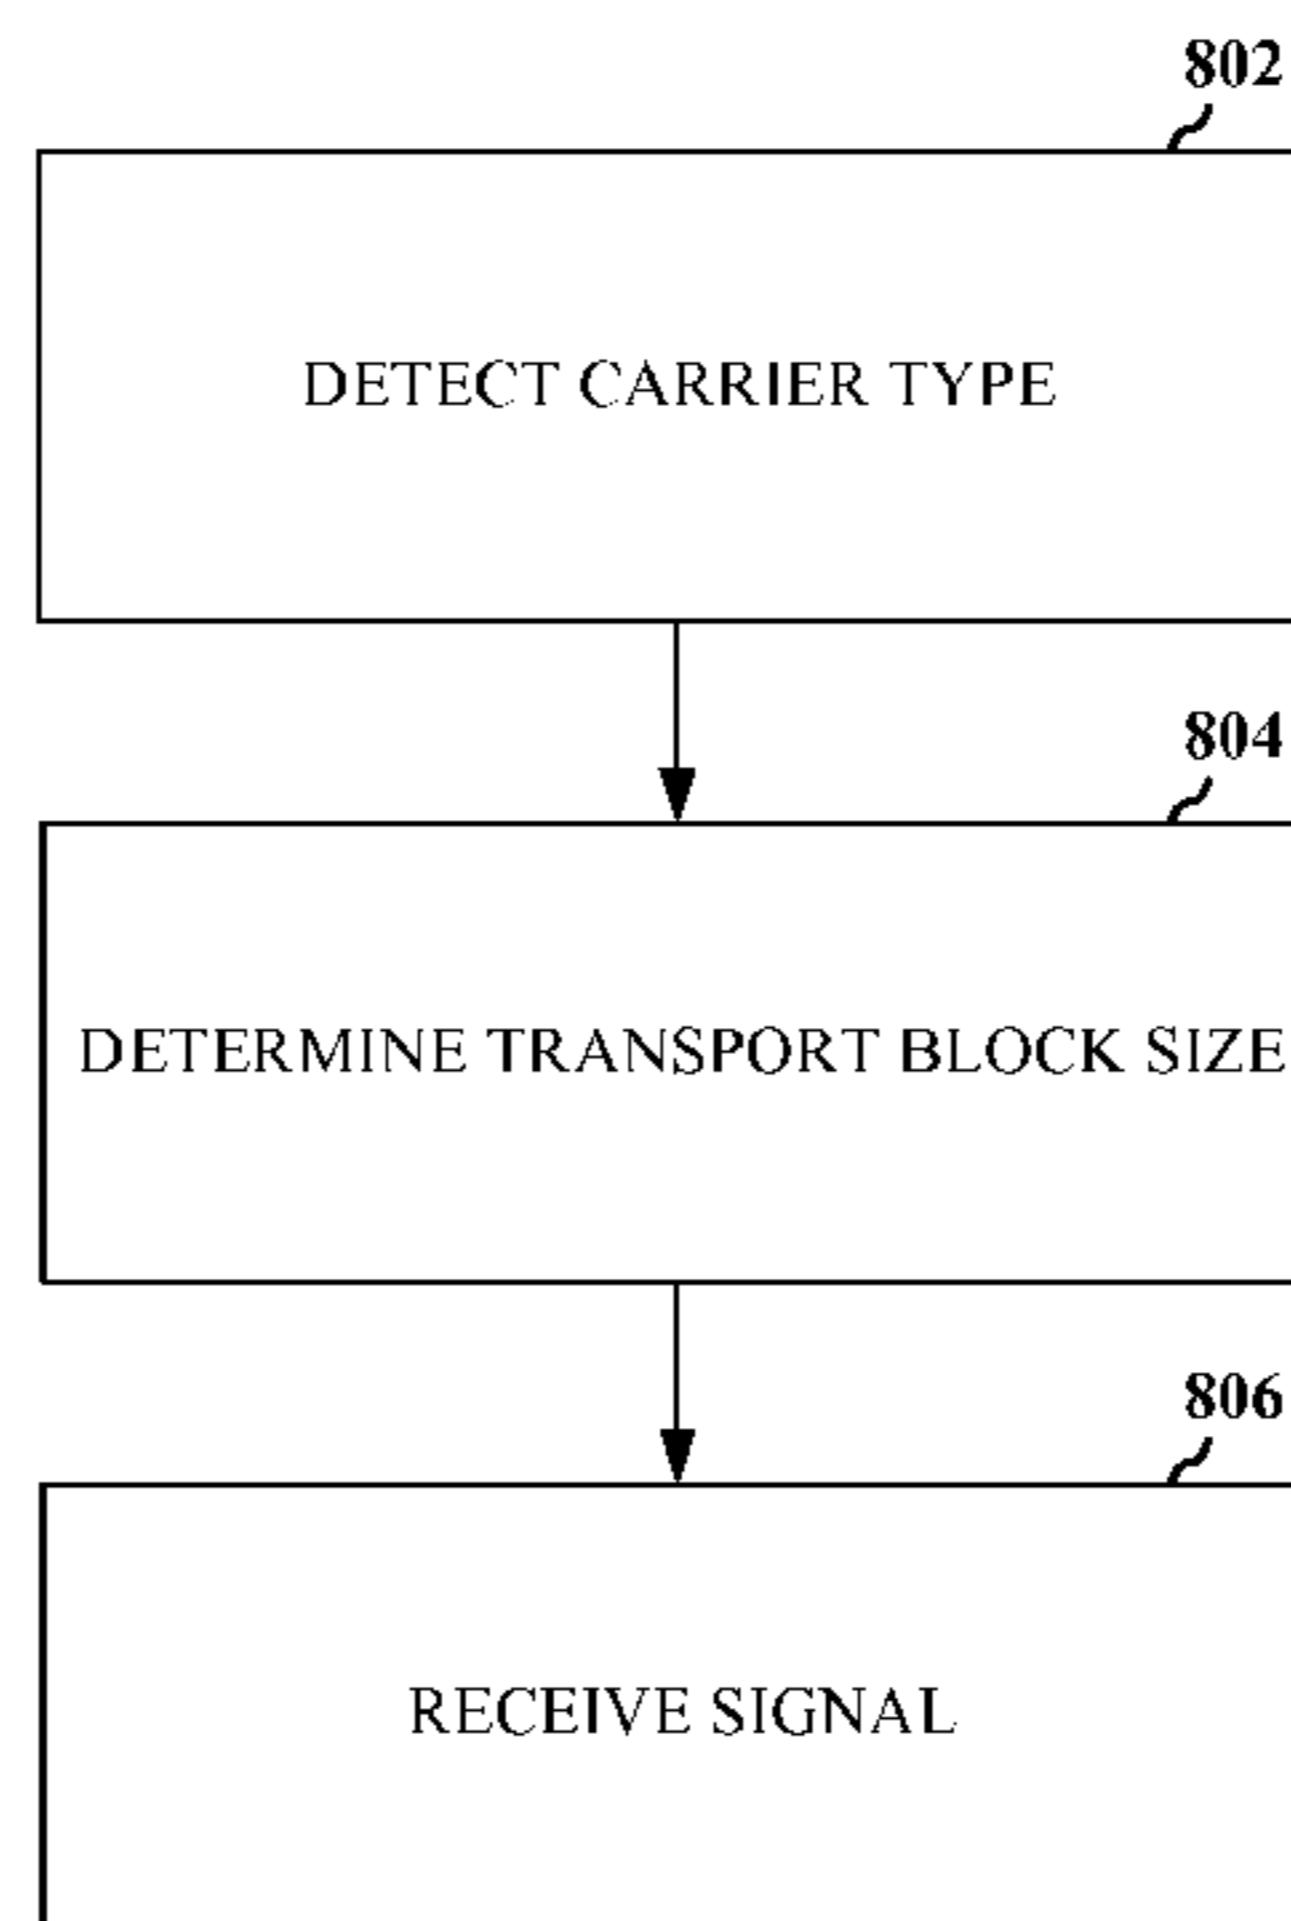 802
DETECT CARRIER TYPE
804
DETERMINE TRANSPORT BLOCK SIZE
806
RECEIVE SIGNAL